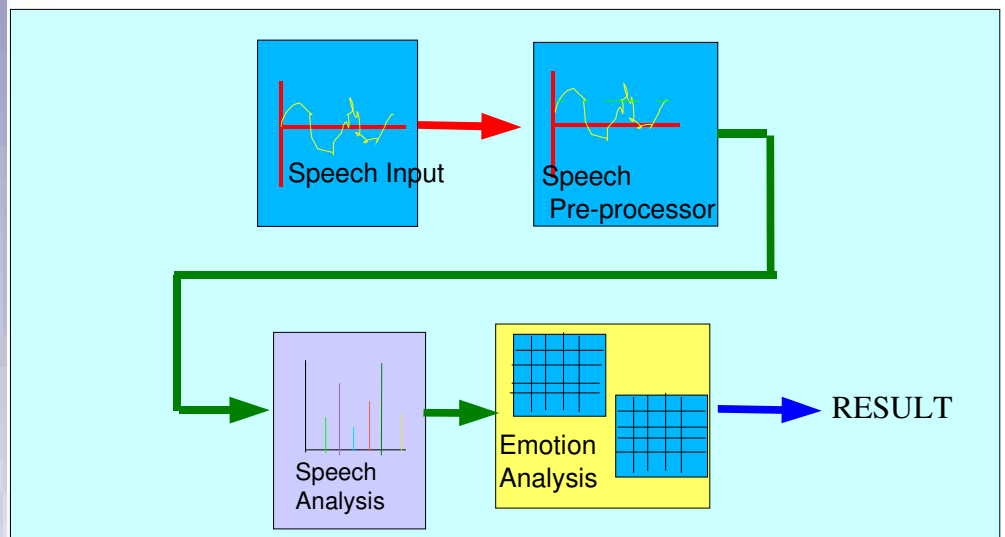 Speech Input
Speech
Pre-processor
Speech
Analysis
Emotion
Analysis
RESULT